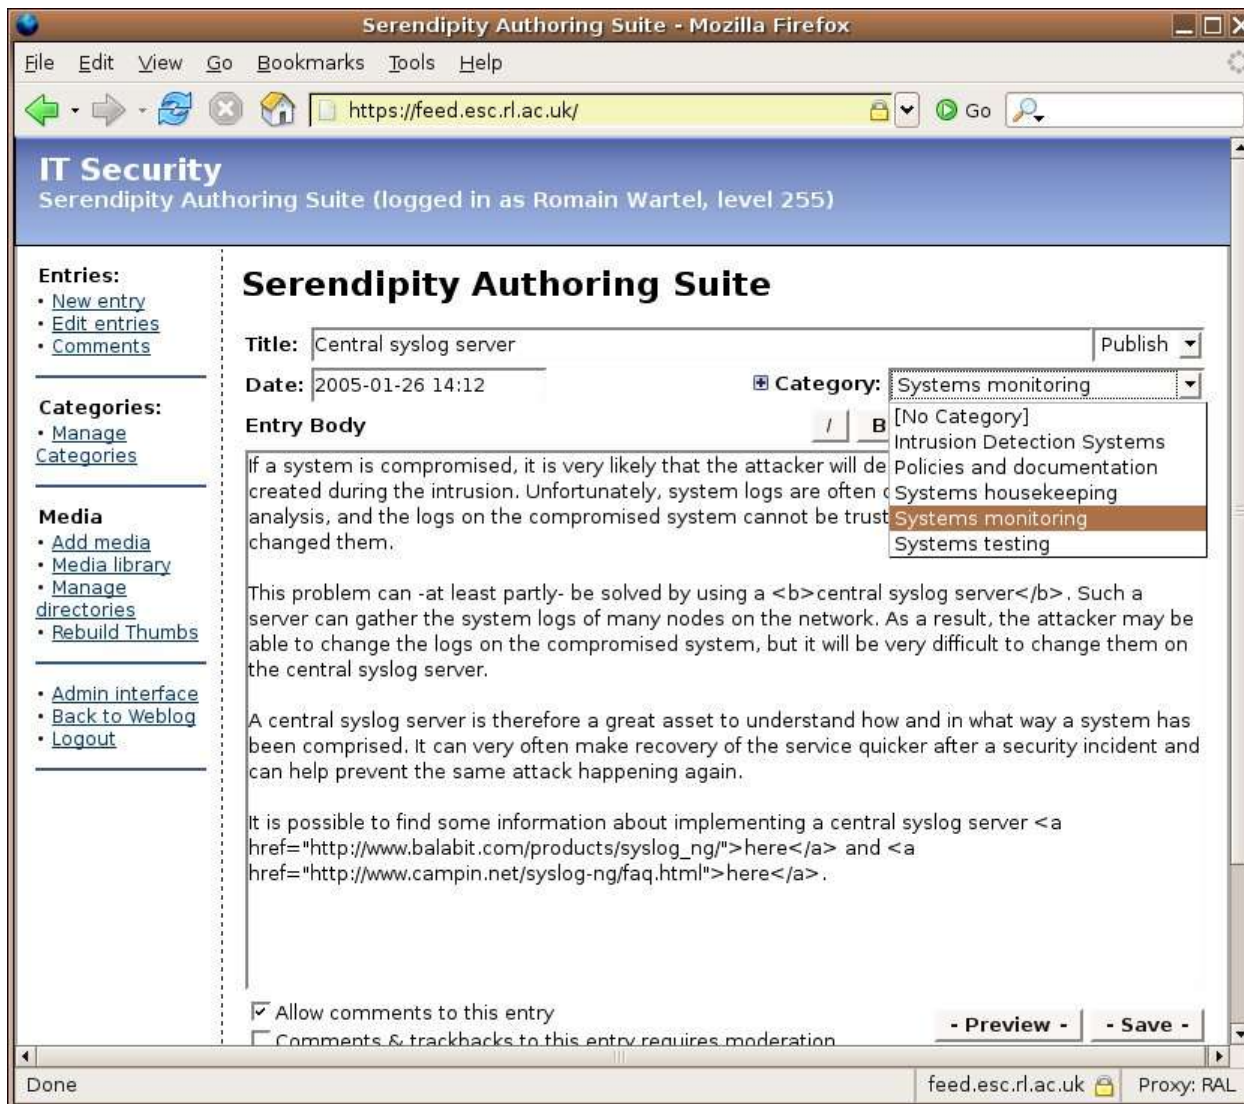 Serendipity Authoring Suite - Mozilla Firefox
File Edit View Go Bookmarks Tools Help
https://feed.esc.rl.ac.uk/ Go
IT Security
Serendipity Authoring Suite (logged in as Romain Wartel, level 255)
Entries:
• New entry
• Edit entries
• Comments
Categories:
• Manage
Categories
Media
• Add media
• Media library
• Manage
directories
• Rebuild Thumbs
• Admin interface
• Back to Weblog
• Logout
Serendipity Authoring Suite
Title: Central syslog server Publish
Date: 2005-01-26 14:12 Category: Systems monitoring
[No Category]
Intrusion Detection Systems
Policies and documentation
Systems housekeeping
Systems monitoring
Systems testing
Entry Body I B
If a system is compromised, it is very likely that the attacker will de
created during the intrusion. Unfortunately, system logs are often
analysis, and the logs on the compromised system cannot be trust
changed them.
This problem can -at least partly- be solved by using a <b>central syslog server</b>. Such a
server can gather the system logs of many nodes on the network. As a result, the attacker may be
able to change the logs on the compromised system, but it will be very difficult to change them on
the central syslog server.
A central syslog server is therefore a great asset to understand how and in what way a system has
been comprised. It can very often make recovery of the service quicker after a security incident and
can help prevent the same attack happening again.
It is possible to find some information about implementing a central syslog server <a
href="http://www.balabit.com/products/syslog_ng/">here</a> and <a
href="http://www.campin.net/syslog-ng/faq.html">here</a>.
Allow comments to this entry
Comments & trackbacks to this entry requires moderation
- Preview - - Save -
Done feed.esc.rl.ac.uk Proxy: RAL